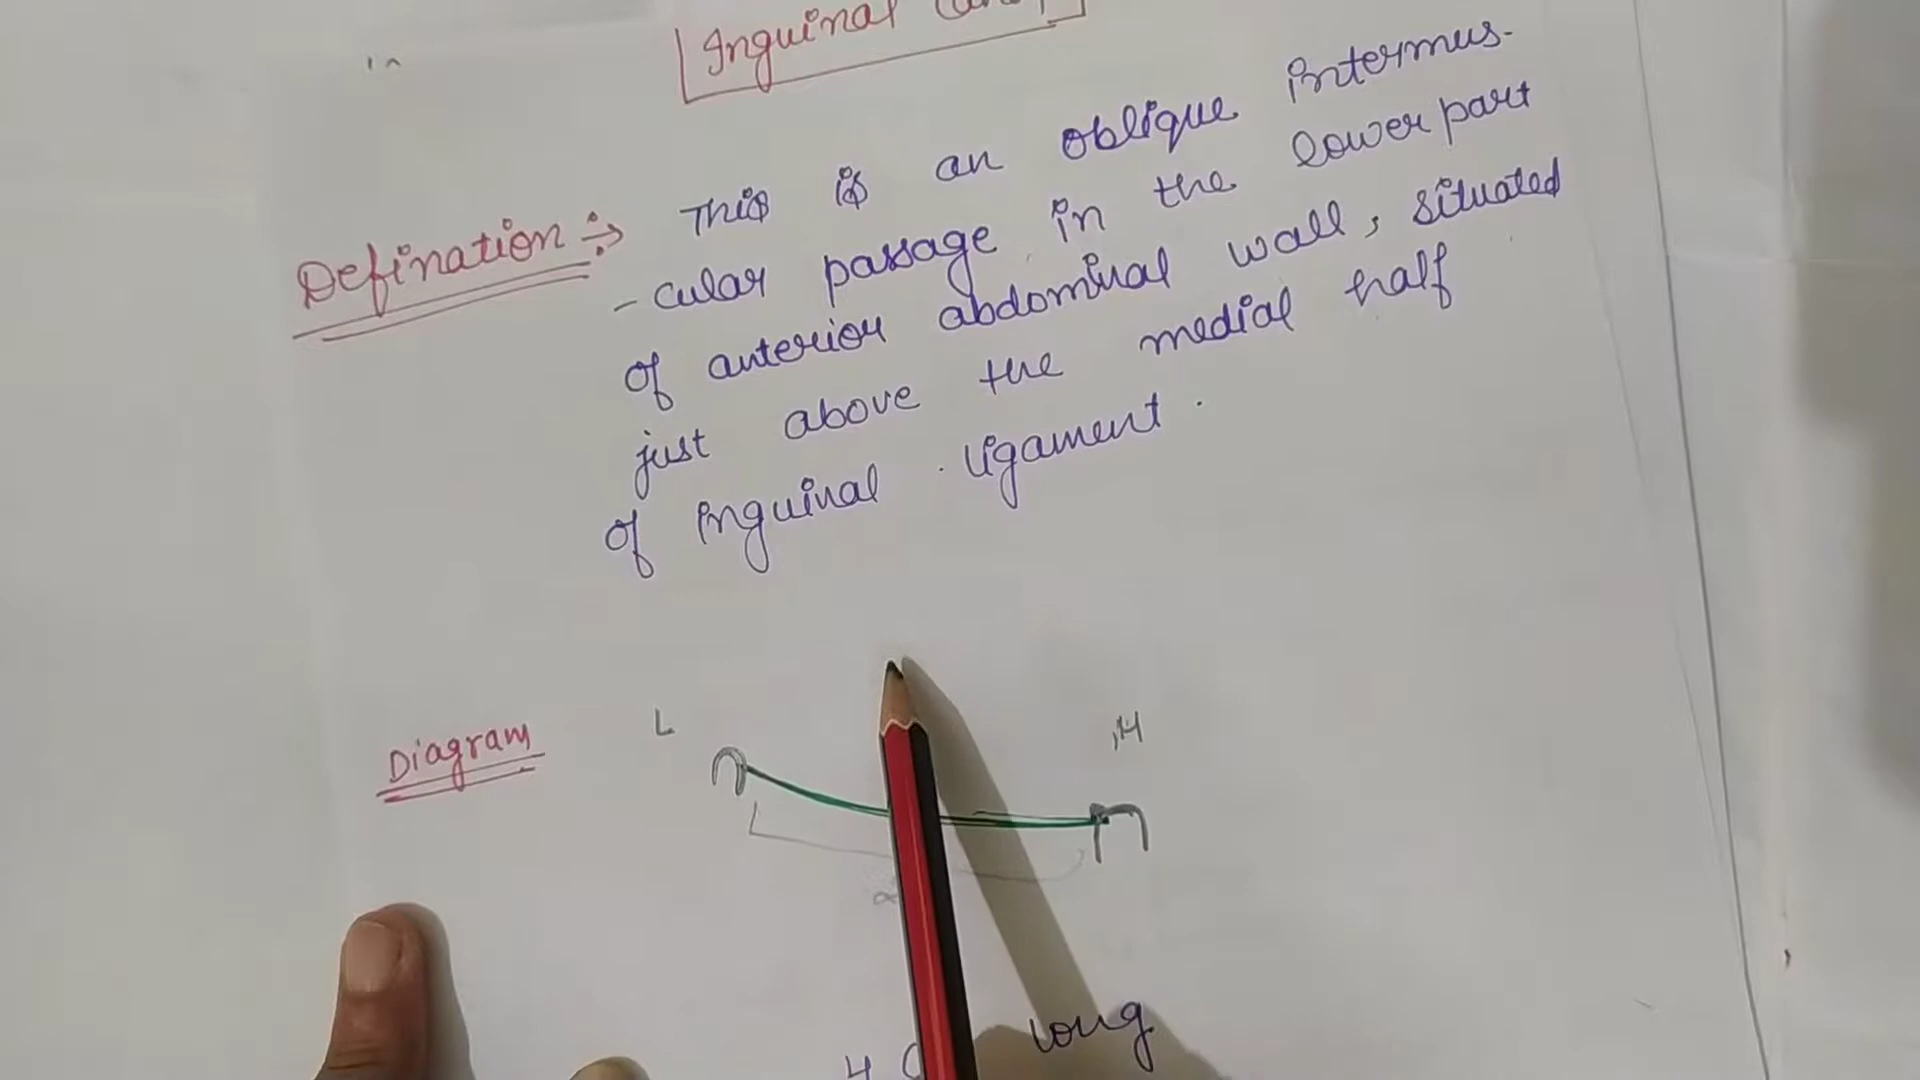 Inguinal
This is an oblique intermus-
Defination :→
- cular passage in the lower part
of anterior abdominal wall, situated
just above the medial half
of inguinal ligament.
Diagram
L
M
4 C long